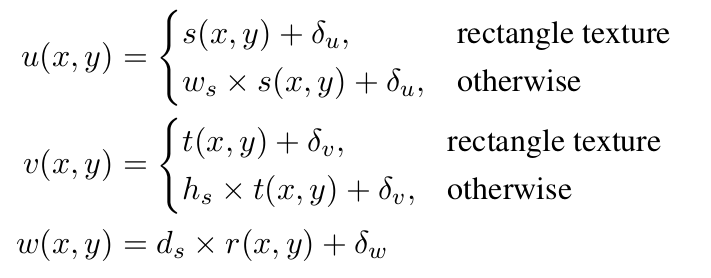 u(x, y) = { s(x, y) + δ_u, rectangle texture
w_s × s(x, y) + δ_u, otherwise
v(x, y) = { t(x, y) + δ_v, rectangle texture
h_s × t(x, y) + δ_v, otherwise
w(x, y) = d_s × r(x, y) + δ_w